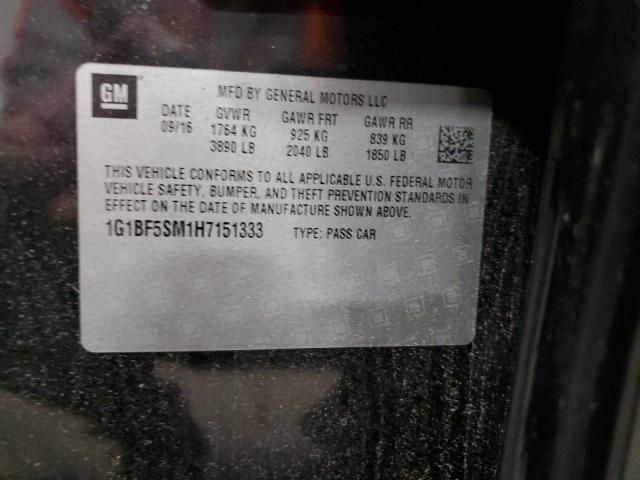 GM
MFD BY GENERAL MOTORS LLC
DATE GVWR GAWR FRT GAWR RR
09/16 1764 KG 925 KG 839 KG
3890 LB 2040 LB 1850 LB
THIS VEHICLE CONFORMS TO ALL APPLICABLE U.S. FEDERAL MOTOR
VEHICLE SAFETY, BUMPER, AND THEFT PREVENTION STANDARDS IN
EFFECT ON THE DATE OF MANUFACTURE SHOWN ABOVE.
1G1BF5SM1H7151333 TYPE: PASS CAR